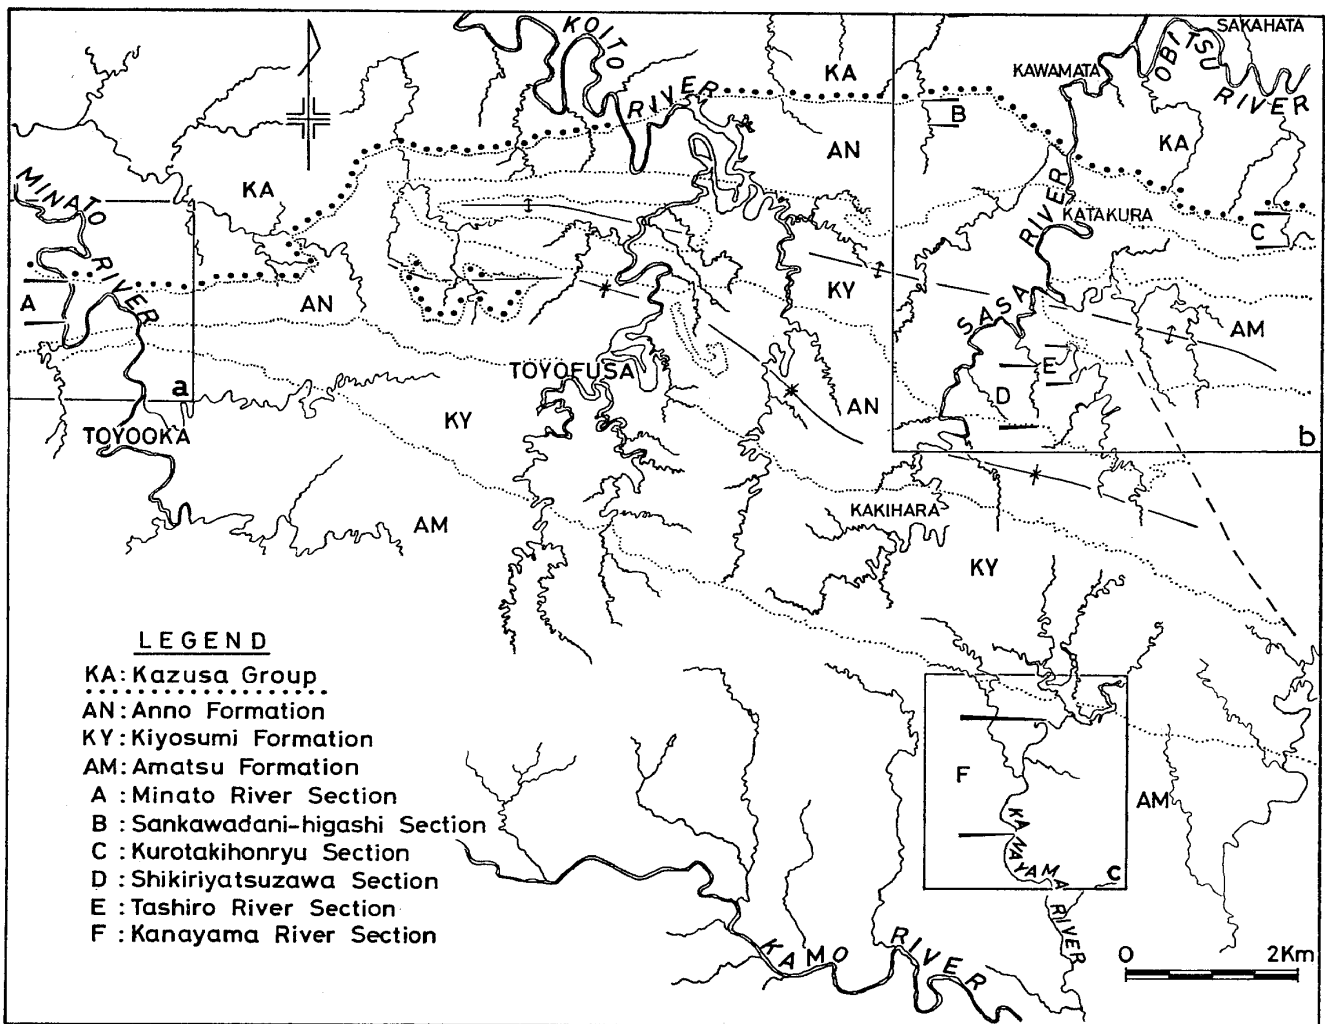 KOITO RIVER
SAKAHATA
OBITSU RIVER
KAWAMATA
KA
B
KA
AN
KA
MINATO RIVER
SASA RIVER
KATAKURA
C
A
AN
KY
AM
E
D
TOYOFUSA
a
AN
KY
TOYOOKA
b
AM
KAKIHARA
KY
LEGEND
KA: Kazusa Group
AN: Anno Formation
KY: Kiyosumi Formation
AM: Amatsu Formation
A : Minato River Section
B : Sankawadani-higashi Section
C : Kurotakihonryu Section
D : Shikiriyatsuzawa Section
E : Tashiro River Section
F : Kanayama River Section
F
AM
KANAYAMA RIVER
c
KAMO RIVER
0 2Km